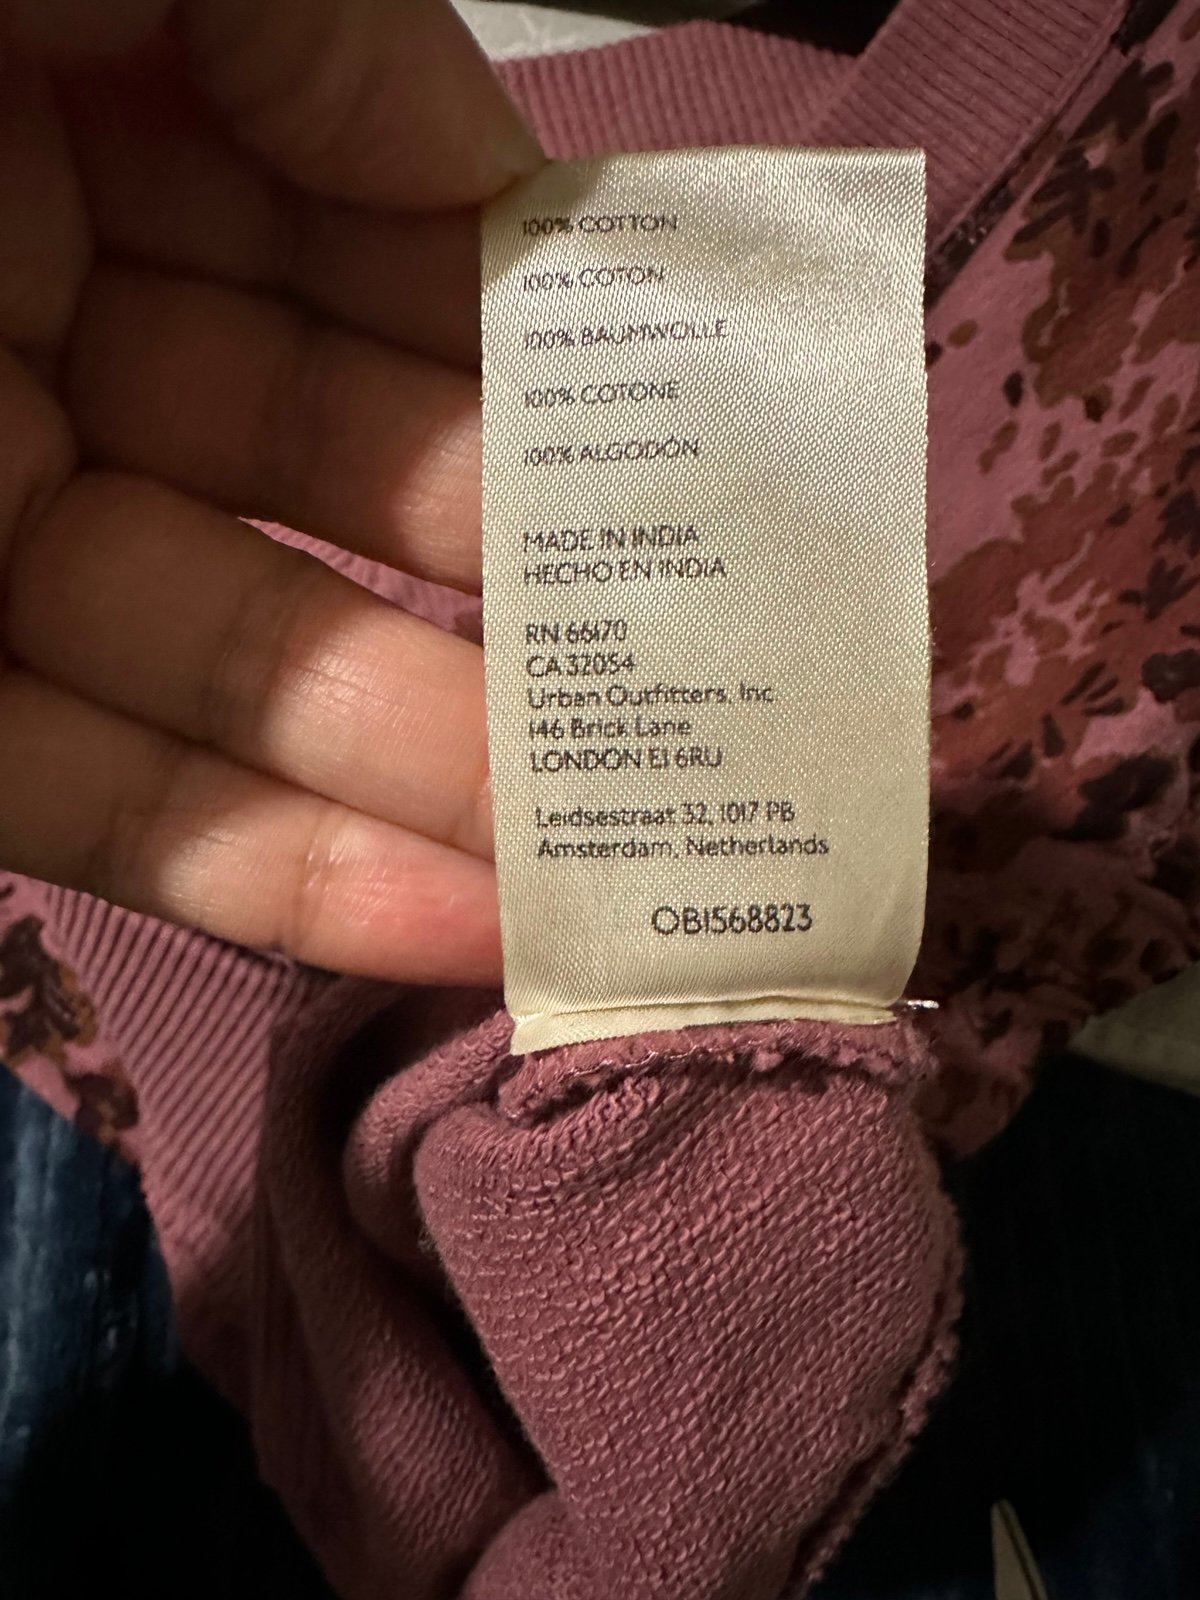 100% COTTON
100% COTON
100% BAUMWOLLE
100% COTONE
100% ALGODÓN
MADE IN INDIA
HECHO EN INDIA
RN 66170
CA 32054
Urban Outfitters, Inc
146 Brick Lane
LONDON E1 6RU
Leidsestraat 32, 1017 PB
Amsterdam, Netherlands
OB1568823